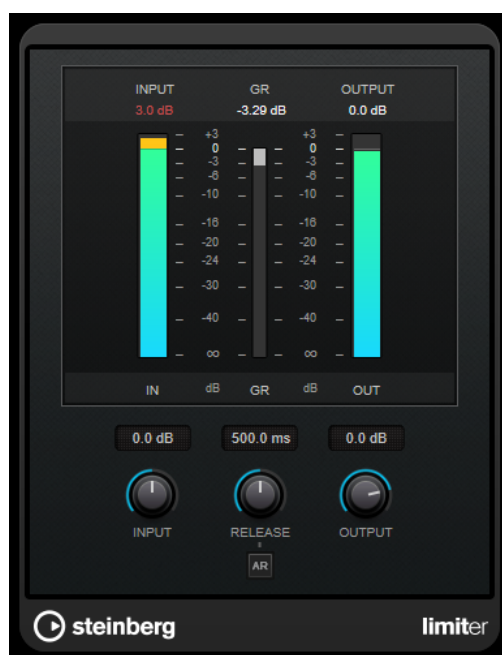 INPUT GR OUTPUT
3.0 dB -3.29 dB 0.0 dB
+3 +3
0 0
-3 -3
-6 -6
-10 -10
-16 -16
-20 -20
-24 -24
-30 -30
-40 -40
∞ ∞
IN dB GR dB OUT
0.0 dB 500.0 ms 0.0 dB
INPUT RELEASE OUTPUT
AR
steinberg limiter